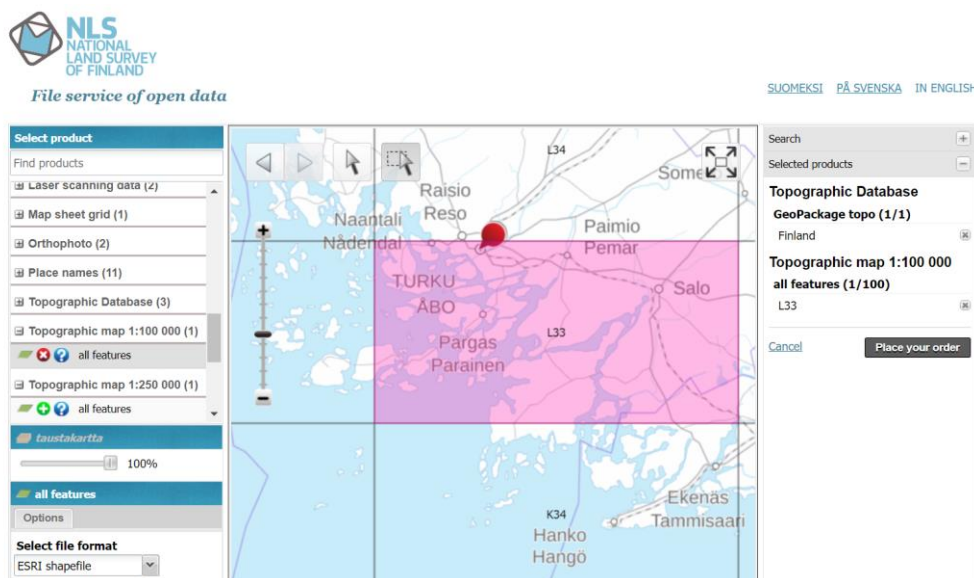 NLS
NATIONAL
LAND SURVEY
OF FINLAND
File service of open data
SUOMEKSI PÅ SVENSKA IN ENGLISH
Select product
Find products
Laser scanning data (2)
Map sheet grid (1)
Orthophoto (2)
Place names (11)
Topographic Database (3)
Topographic map 1:100 000 (1)
all features
Topographic map 1:250 000 (1)
all features
taustakartta
100%
all features
Options
Select file format
ESRI shapefile
L34
Some
Raisio
Reso
Naantali
Nådendal
Paimio
Pemar
TURKU
ÅBO
Salo
L33
Pargas
Parainen
Ekenäs
Tammisaari
K34
Hanko
Hangö
Search
Selected products
Topographic Database
GeoPackage topo (1/1)
Finland
Topographic map 1:100 000
all features (1/100)
L33
Cancel Place your order